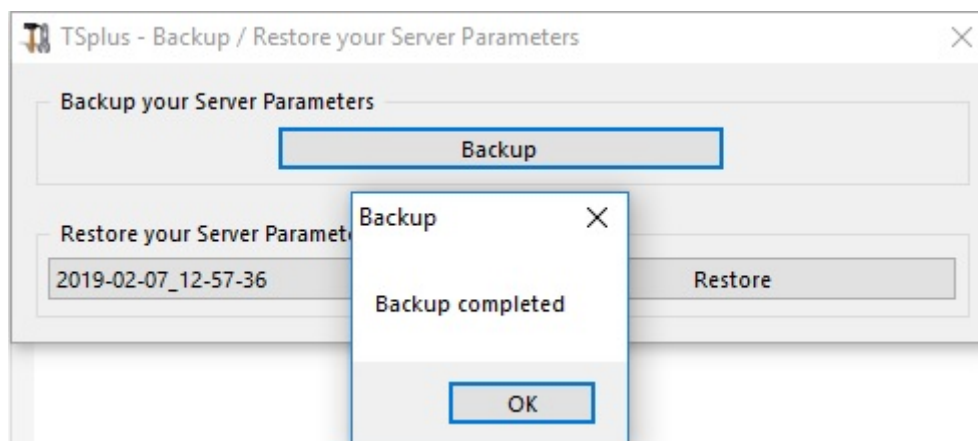 TSplus - Backup / Restore your Server Parameters
Backup your Server Parameters
Backup
Backup
Restore your Server
2019-02-07_12-57-36
Restore
Backup completed
OK